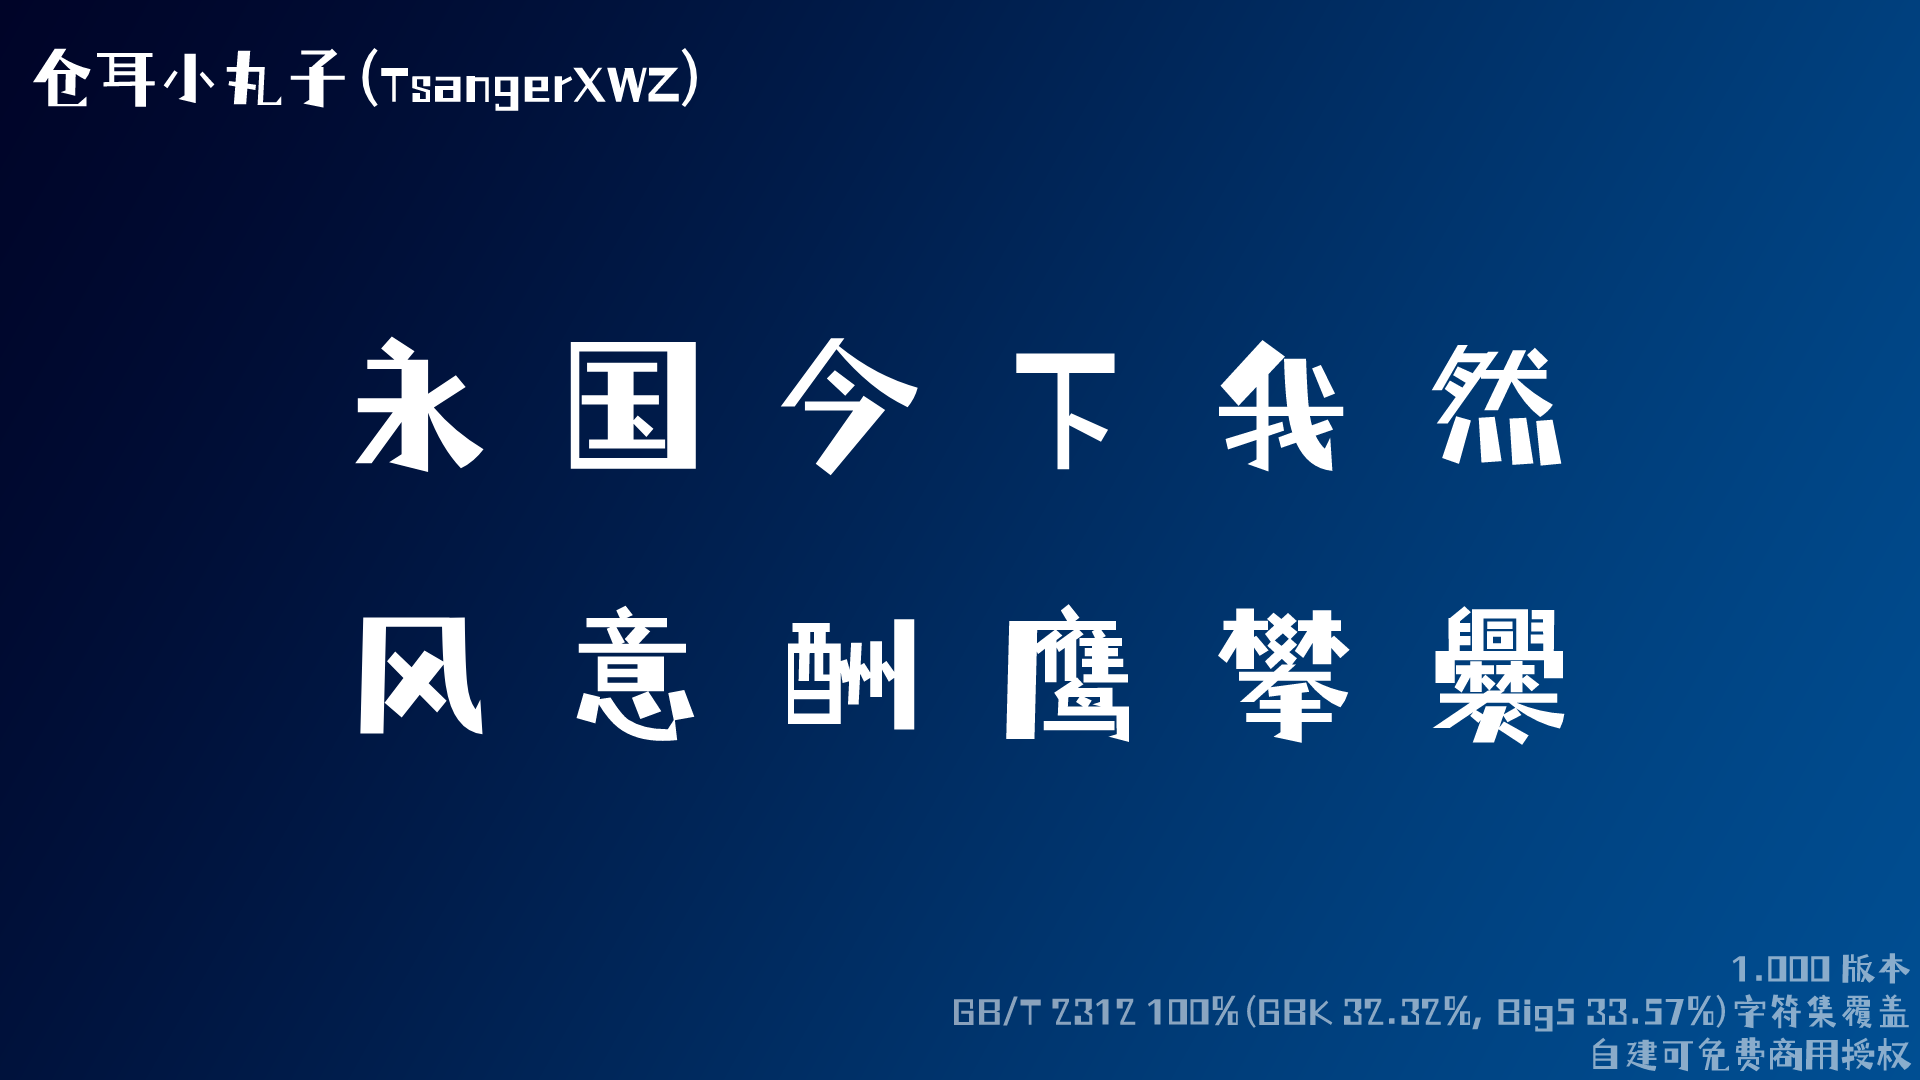 仓耳小丸子(TsangerXWZ)
永国今下我然
风意酬鹰攀爨
1.000 版本
GB/T 2312 100%(GBK 32.32%, Big5 33.57%)字符集覆盖
自建可免费商用授权